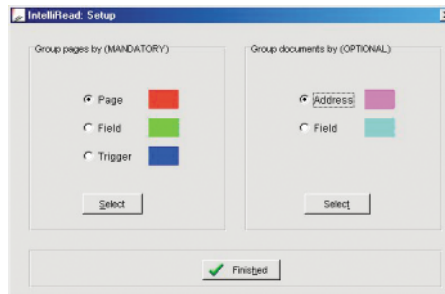 IntelliRead: Setup
Group pages by (MANDATORY)
Page
Field
Trigger
Select
Group documents by (OPTIONAL)
Address
Field
Select
Finished